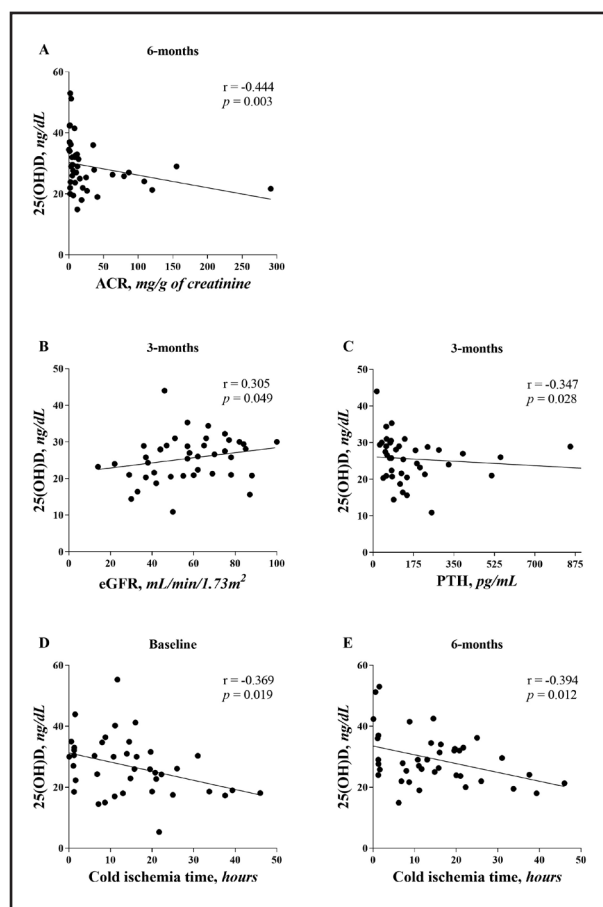 A
6-months
r = -0.444
p = 0.003
25(OH)D, ng/dL
60
40
20
0
0 50 100 150 200 250 300
ACR, mg/g of creatinine
B
3-months
r = 0.305
p = 0.049
25(OH)D, ng/dL
50
40
30
20
10
0
0 20 40 60 80 100
eGFR, mL/min/1.73m²
C
3-months
r = -0.347
p = 0.028
25(OH)D, ng/dL
50
40
30
20
10
0
0 175 350 525 700 875
PTH, pg/mL
D
Baseline
r = -0.369
p = 0.019
25(OH)D, ng/dL
60
40
20
0
0 10 20 30 40 50
Cold ischemia time, hours
E
6-months
r = -0.394
p = 0.012
25(OH)D, ng/dL
60
40
20
0
0 10 20 30 40 50
Cold ischemia time, hours